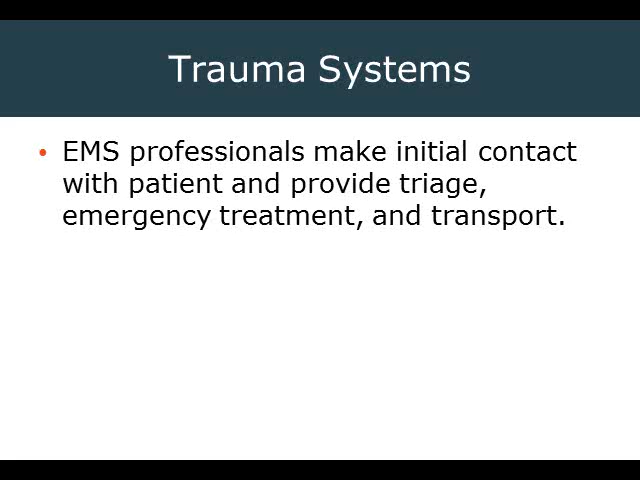 Trauma Systems
• EMS professionals make initial contact
with patient and provide triage,
emergency treatment, and transport.